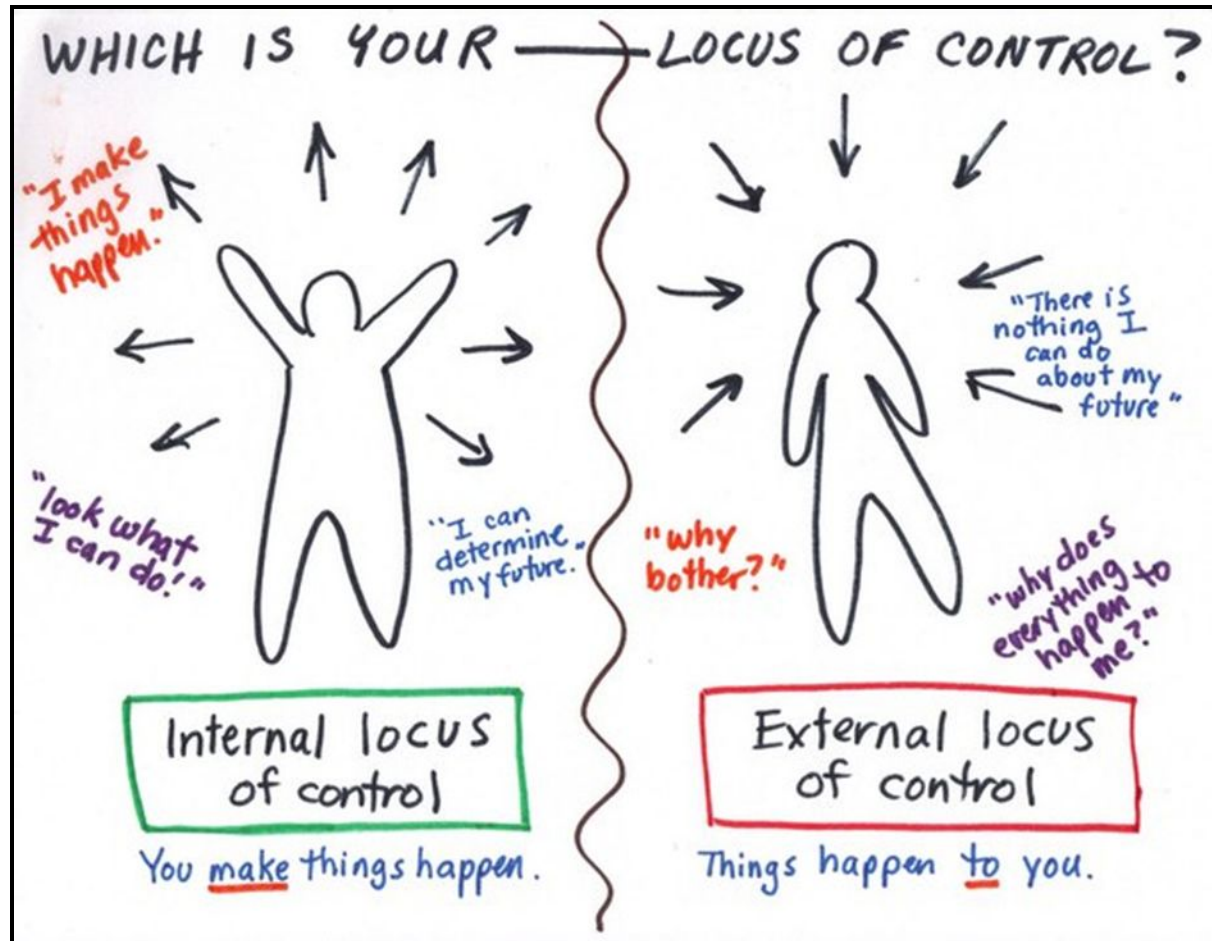 WHICH IS YOUR — LOCUS OF CONTROL?
"I make
things
happen."
"look what
I can do!"
"I can
determine
my future."
Internal locus
of control
You make things happen.
"There is
nothing I
can do
about my
future"
"why
bother?"
"why does
everything to
happen
me?"
External locus
of control
Things happen to you.